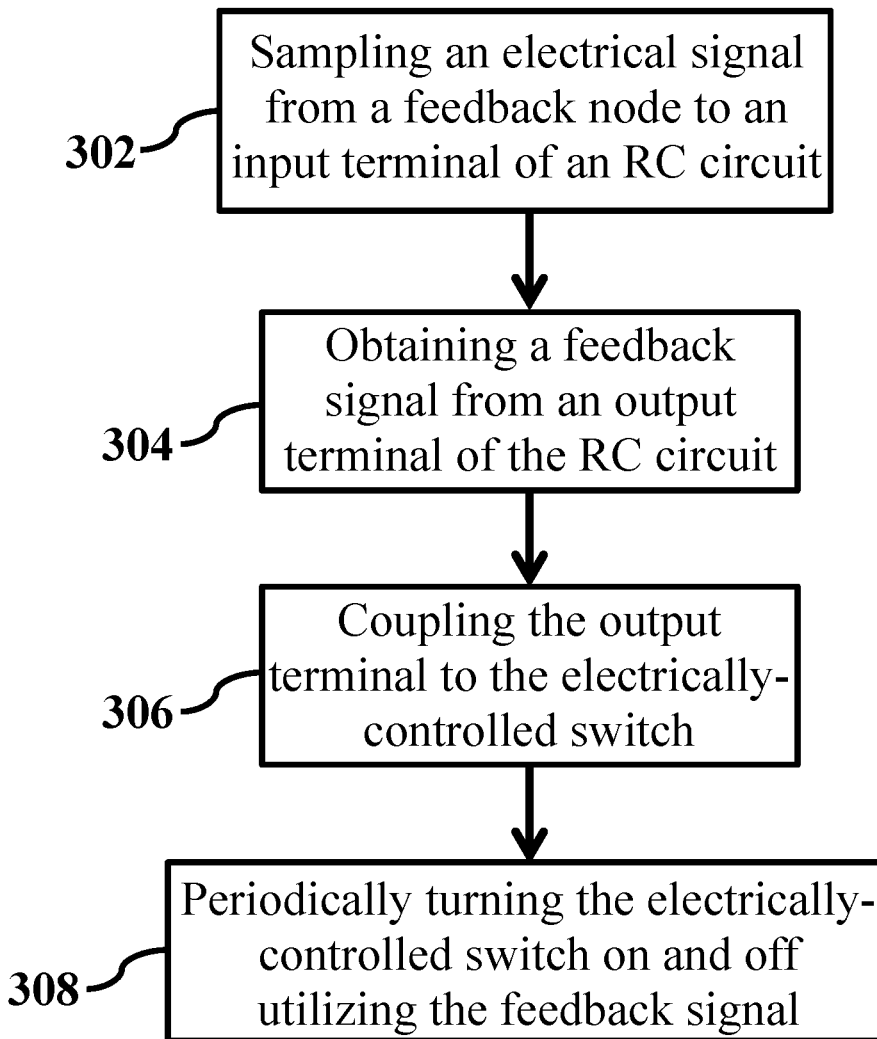 Sampling an electrical signal
from a feedback node to an
input terminal of an RC circuit
302
Obtaining a feedback
signal from an output
terminal of the RC circuit
304
Coupling the output
terminal to the electrically-
controlled switch
306
Periodically turning the electrically-
controlled switch on and off
utilizing the feedback signal
308